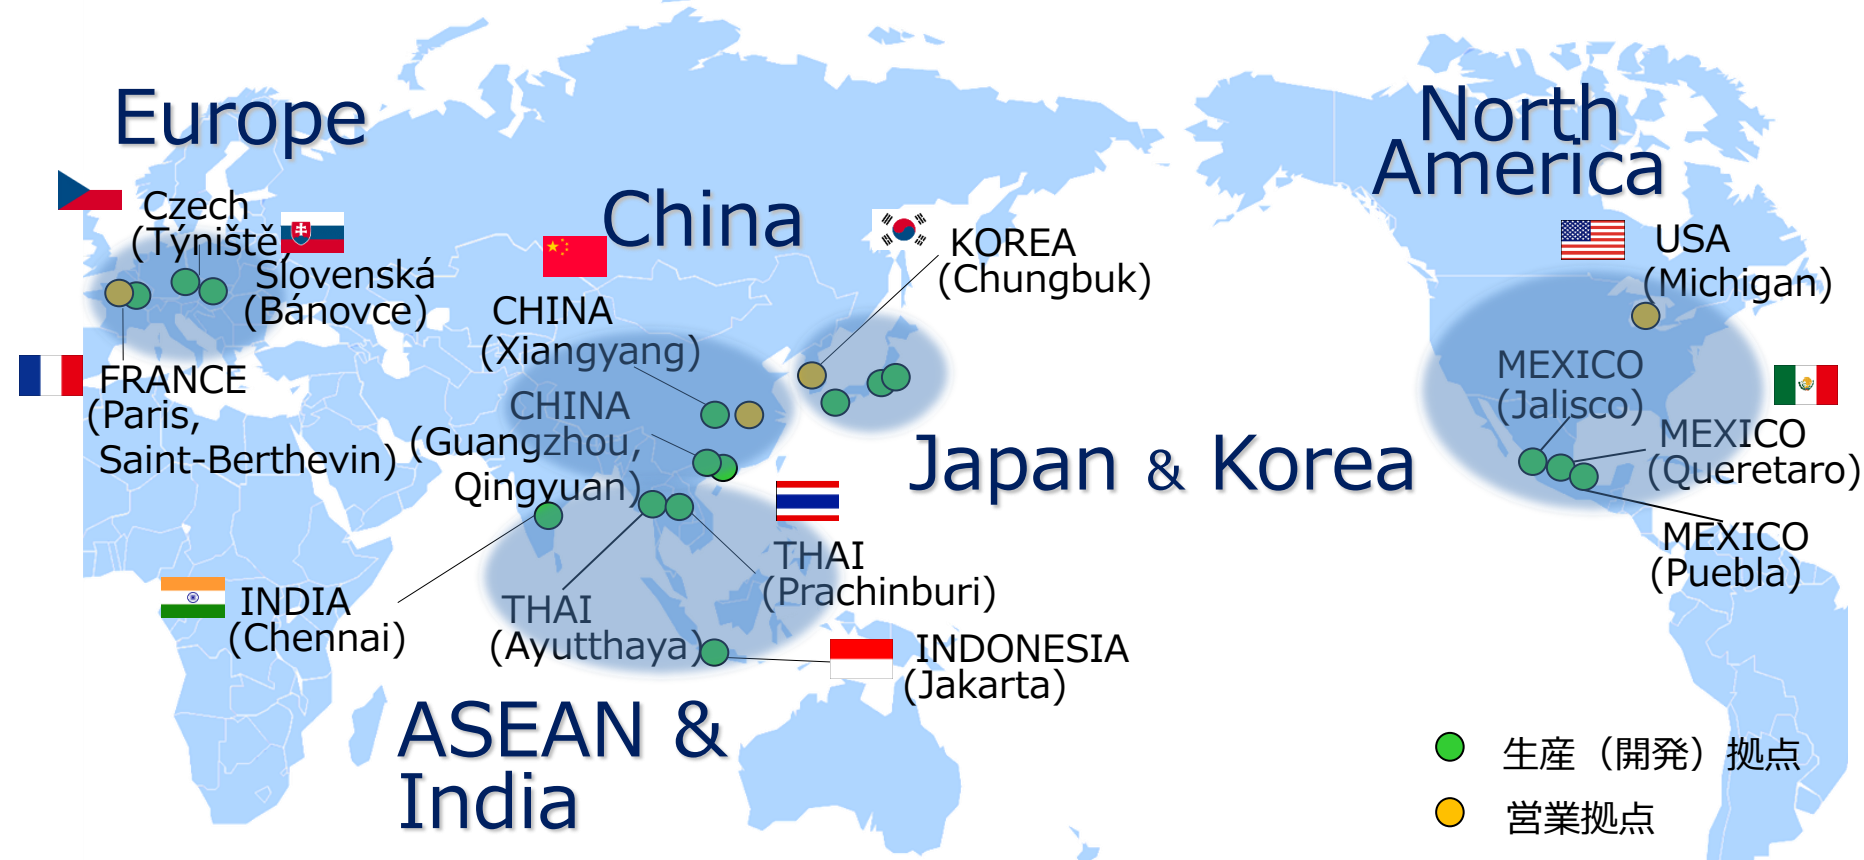 Europe
Czech
(Týniště)
Slovenská
(Bánovce)
FRANCE
(Paris,
Saint-Berthevin)
China
CHINA
(Xiangyang)
CHINA
(Guangzhou,
Qingyuan)
KOREA
(Chungbuk)
Japan & Korea
North
America
USA
(Michigan)
MEXICO
(Jalisco)
MEXICO
(Queretaro)
MEXICO
(Puebla)
INDIA
(Chennai)
THAI
(Ayutthaya)
THAI
(Prachinburi)
INDONESIA
(Jakarta)
ASEAN &
India
生産（開発）拠点
営業拠点